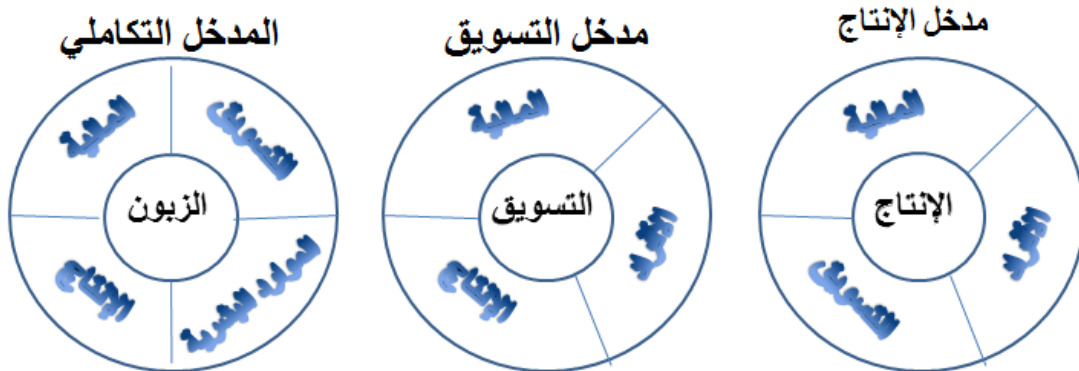 مدخل الإنتاج
المالية
الإنتاج
الأفراد
التسويق
مدخل التسويق
المالية
التسويق
الأفراد
الإنتاج
المدخل التكاملي
المالية
التسويق
الزبون
الإنتاج
الموارد البشرية